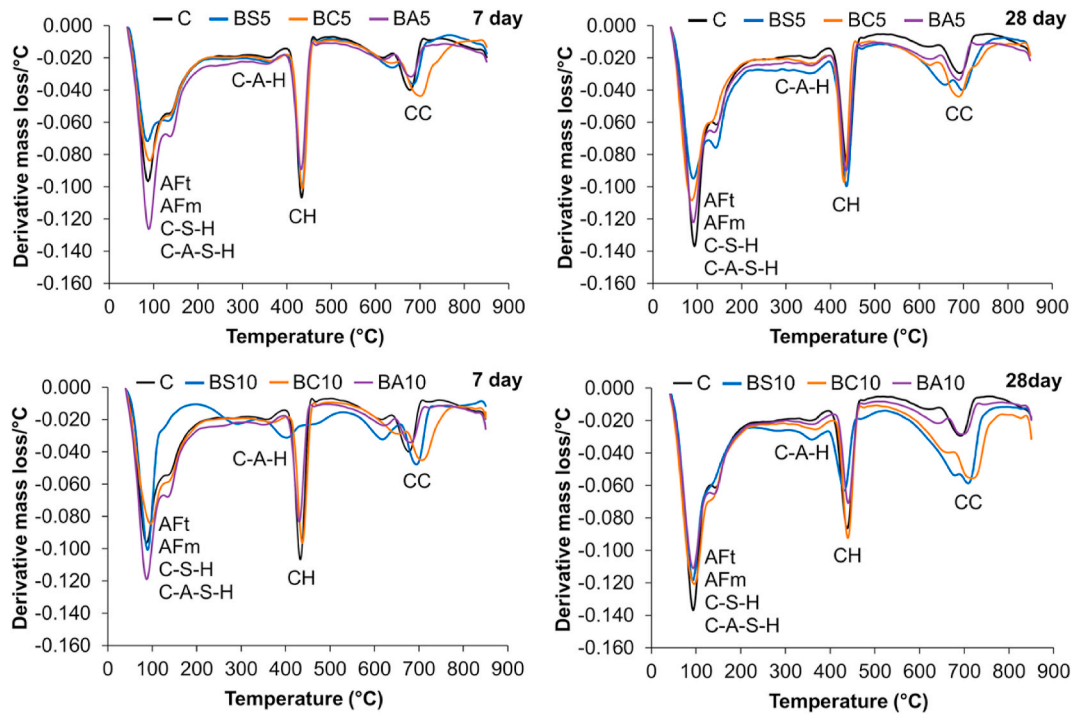 C BS5 BC5 BA5 7 day
0.000
-0.020
-0.040
-0.060
-0.080
-0.100
-0.120
-0.140
-0.160
Derivative mass loss/°C
C-A-H
CC
AFt
AFm
C-S-H
C-A-S-H
CH
0 100 200 300 400 500 600 700 800 900
Temperature (°C)
C BS5 BC5 BA5 28 day
0.000
-0.020
-0.040
-0.060
-0.080
-0.100
-0.120
-0.140
-0.160
Derivative mass loss/°C
C-A-H
CC
AFt
AFm
C-S-H
C-A-S-H
CH
0 100 200 300 400 500 600 700 800 900
Temperature (°C)
C BS10 BC10 BA10 7 day
0.000
-0.020
-0.040
-0.060
-0.080
-0.100
-0.120
-0.140
-0.160
Derivative mass loss/°C
C-A-H
CC
AFt
AFm
C-S-H
C-A-S-H
CH
0 100 200 300 400 500 600 700 800 900
Temperature (°C)
C BS10 BC10 BA10 28day
0.000
-0.020
-0.040
-0.060
-0.080
-0.100
-0.120
-0.140
-0.160
Derivative mass loss/°C
C-A-H
CC
AFt
AFm
C-S-H
C-A-S-H
CH
0 100 200 300 400 500 600 700 800 900
Temperature (°C)